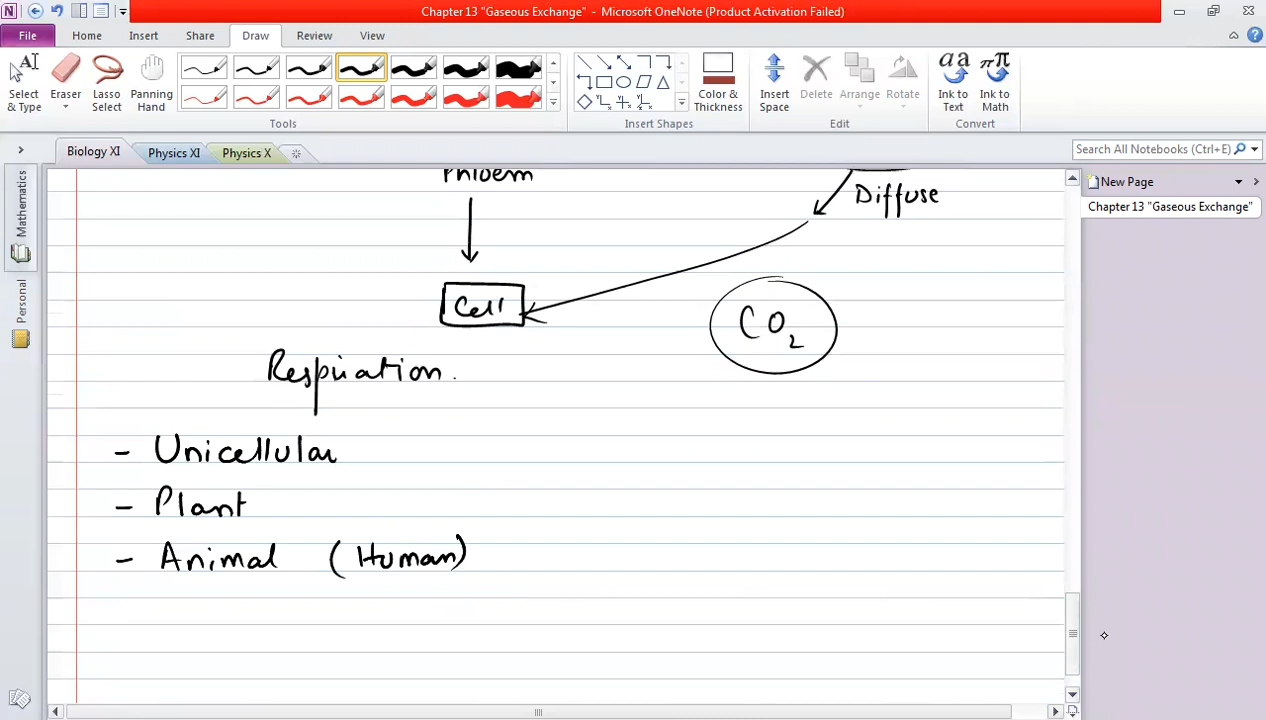 Chapter 13 "Gaseous Exchange" - Microsoft OneNote (Product Activation Failed)
File Home Insert Share Draw Review View
Select & Type
Eraser
Lasso Select
Panning Hand
Color & Thickness
Insert Space
Delete
Arrange
Rotate
Ink to Text
Ink to Math
Tools Insert Shapes Edit Convert
Biology XI Physics XI Physics X
Search All Notebooks (Ctrl+E)
New Page
Chapter 13 "Gaseous Exchange"
Mathematics
Personal
Phloem
Diffuse
Cell
CO2
Respiration.
- Unicellular
- Plant
- Animal (Human)